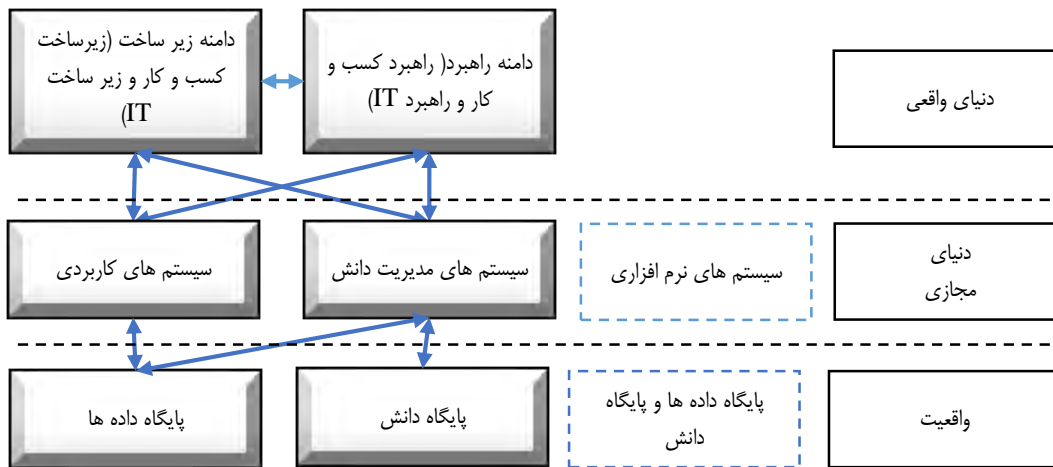 دنیای واقعی
دامنه راهبرد( راهبرد کسب و
کار و راهبرد IT)
دامنه زیر ساخت (زیرساخت
کسب و کار و زیر ساخت
IT)
دنیای
مجازی
سیستم های نرم افزاری
سیستم های مدیریت دانش
سیستم های کاربردی
واقعیت
پایگاه داده ها و پایگاه
دانش
پایگاه دانش
پایگاه داده ها